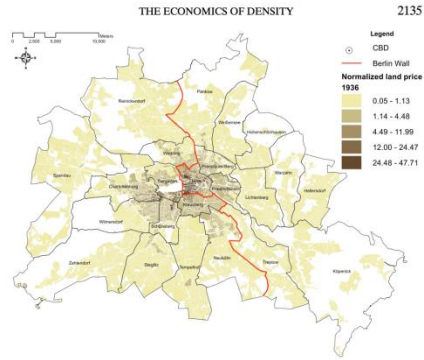 THE ECONOMICS OF DENSITY 2135
Meters
0 2,500 5,000 10,000
Legend
CBD
Berlin Wall
Normalized land price
1936
0.05 - 1.13
1.14 - 4.48
4.49 - 11.99
12.00 - 24.47
24.48 - 47.71
Pankow
Reinickendorf
Weißensee
Hohenschönhausen
Wedding
Prenzlauer Berg
Marzahn
Hellersdorf
Spandau
Tiergarten
Mitte
Charlottenburg
Friedrichshain
Lichtenberg
Kreuzberg
Wilmersdorf
Schöneberg
Zehlendorf
Steglitz
Tempelhof
Neukölln
Treptow
Köpenick